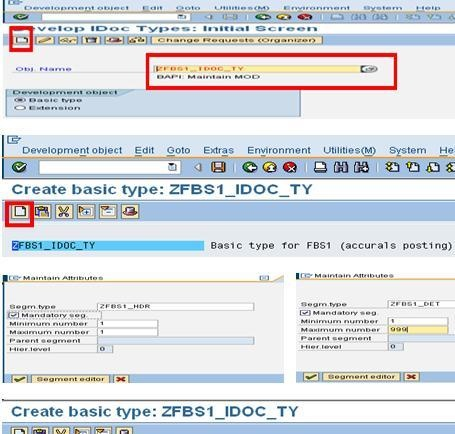 Development object Edit Goto Utilities(M) Environment System Help
Develop IDoc Types: Initial Screen
Change Requests (Organizer)
Obj. Name ZFBS1_IDOC_TY
BAPI: Maintain MOD
Development object
Basic type
Extension
Development object Edit Goto Extras Environment Utilities(M) System He
Create basic type: ZFBS1_IDOC_TY
ZFBS1_IDOC_TY Basic type for FBS1 (accurals posting)
Maintain Attributes
Segm.type ZFBS1_HDR
Mandatory seg.
Minimum number 1
Maximum number 1
Parent segment
Hier.level 0
Segment editor
Maintain Attributes
Segm.type ZFBS1_DET
Mandatory seg.
Minimum number 1
Maximum number 999
Parent segment
Hier.level 0
Segment editor
Create basic type: ZFBS1_IDOC_TY